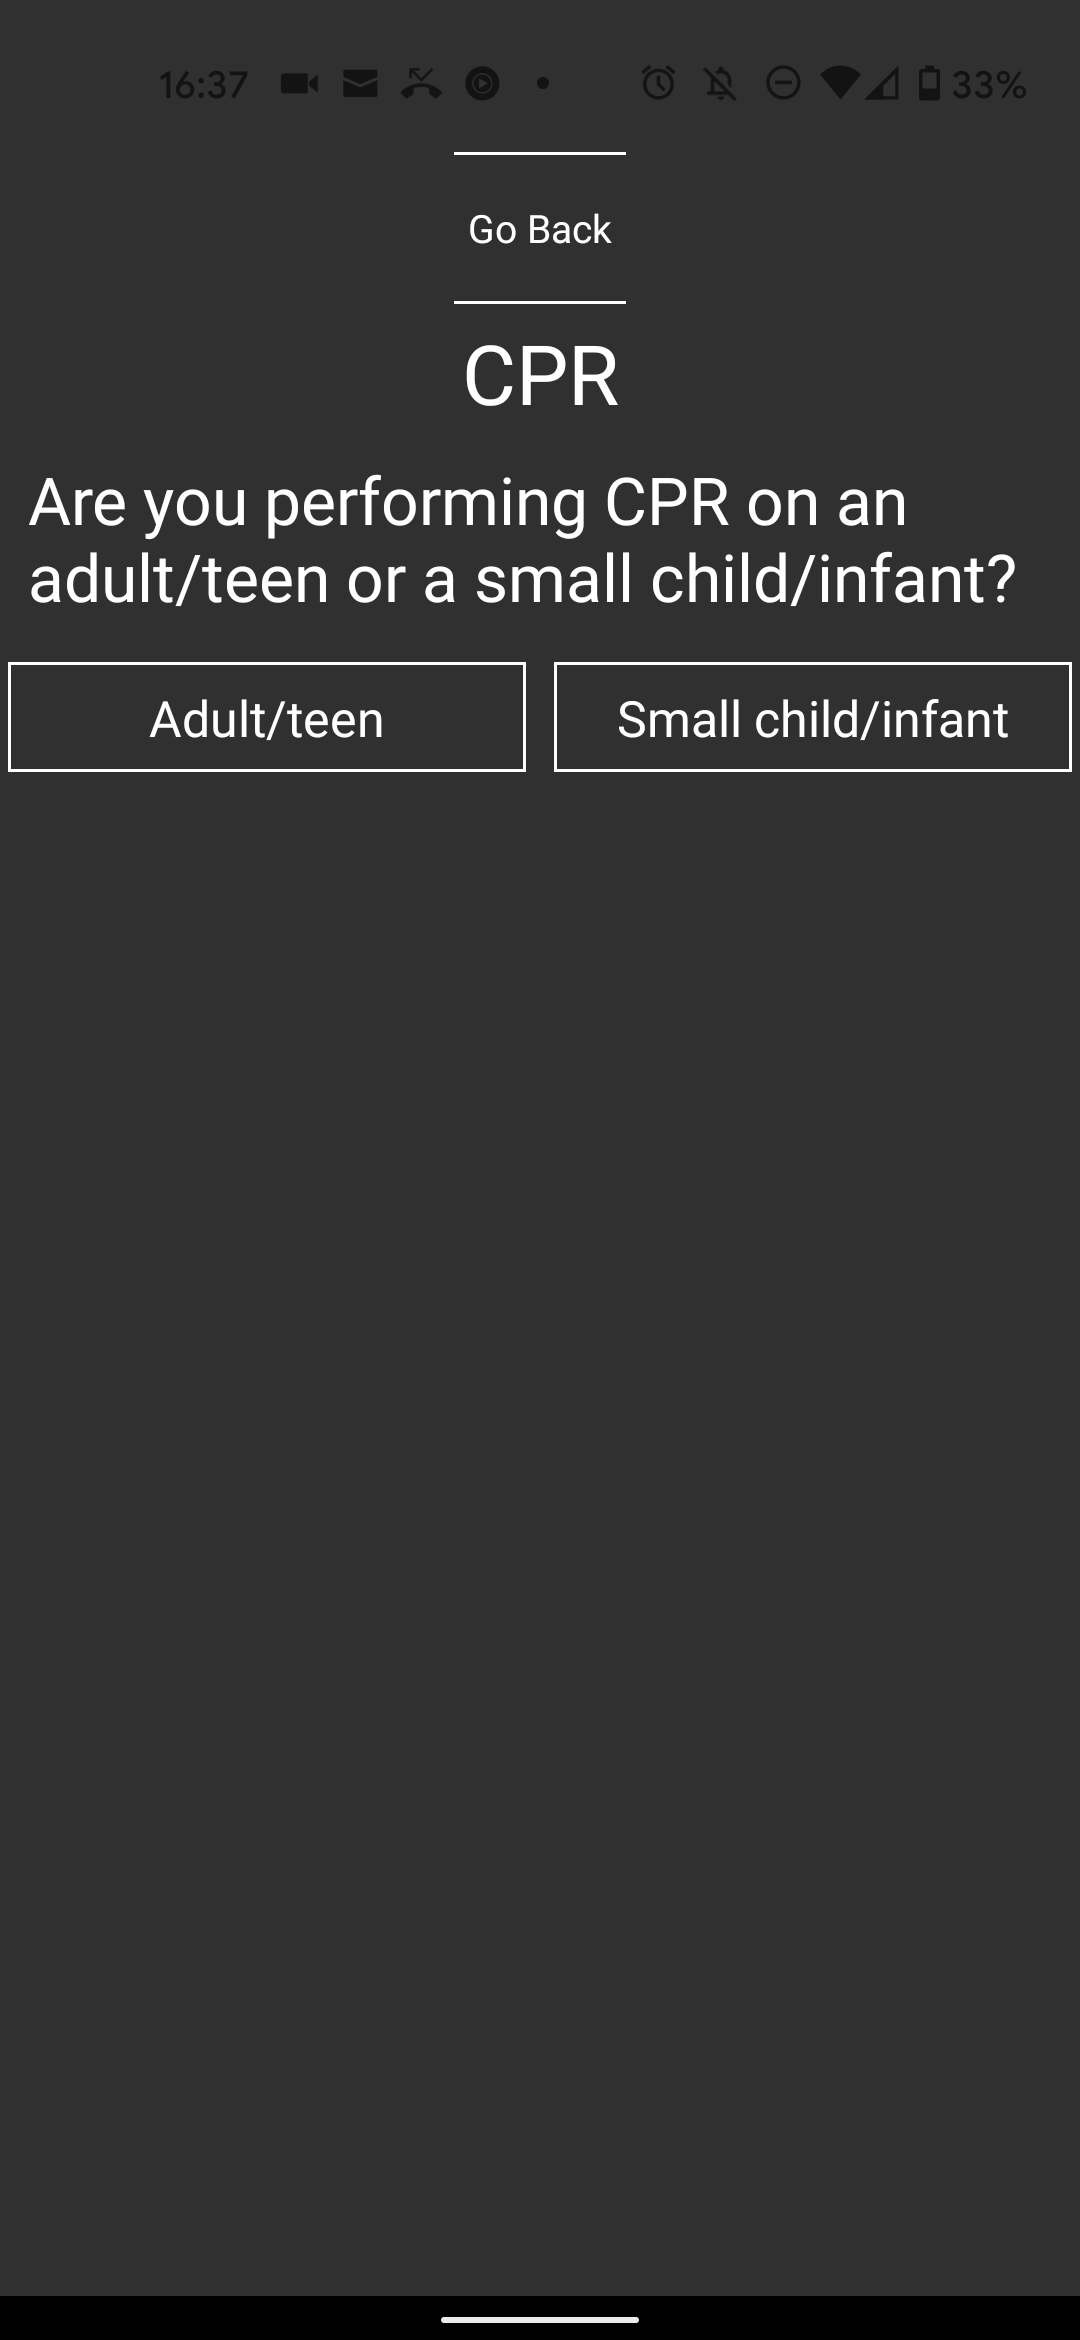 16:37
33%
Go Back
CPR
Are you performing CPR on an
adult/teen or a small child/infant?
Adult/teen
Small child/infant